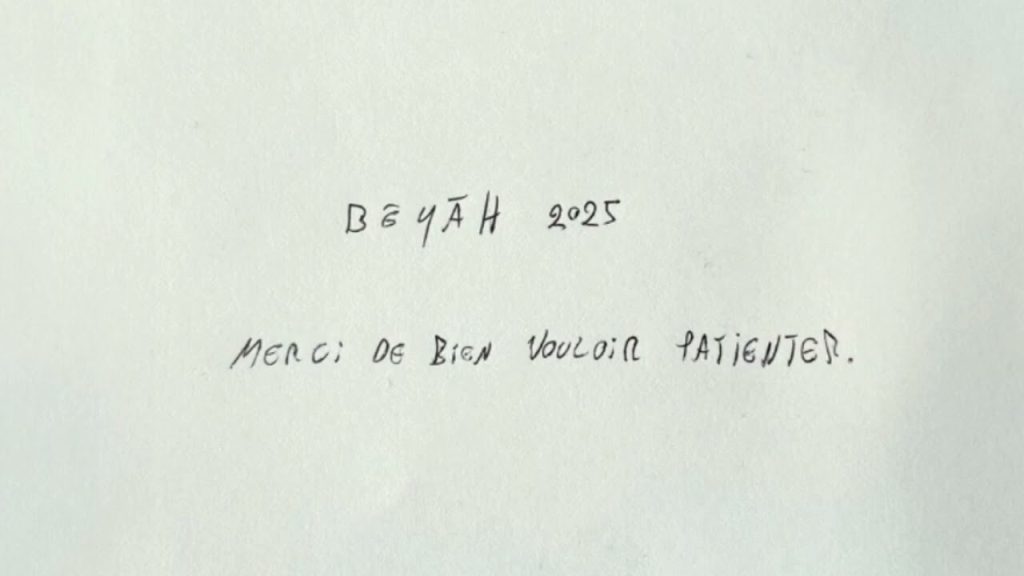 BĒYĀH 2025
MERCi DE BiEN VOULOiR PATiENTER.